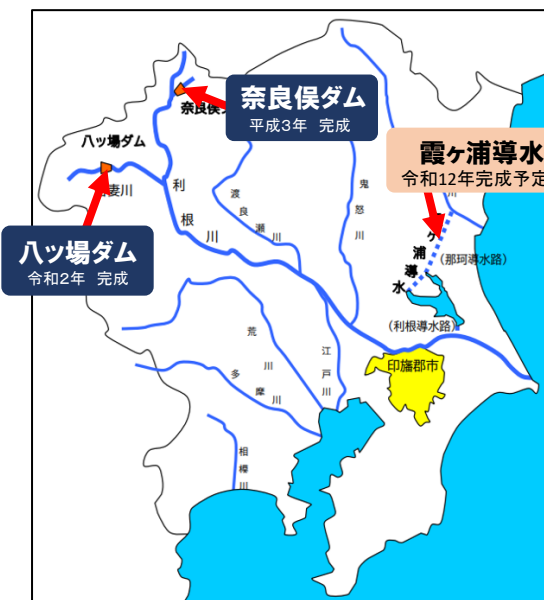 奈良俣ダム
平成3年 完成
八ッ場ダム
霞ヶ浦導水
令和12年完成予定
八ッ場ダム
令和2年 完成
利根川
渡良瀬川
鬼怒川
浦導水
(那珂導水路)
(利根導水路)
荒川
多摩川
江戸川
印旛郡市
相模川